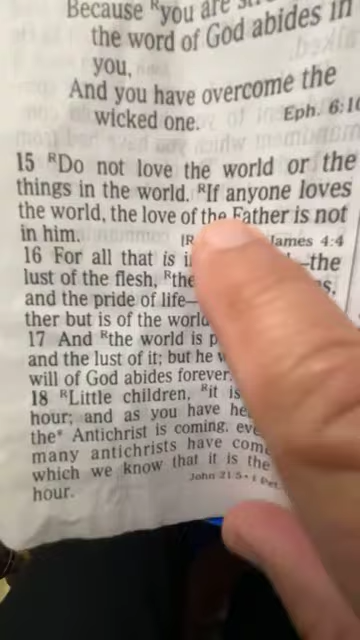 Because ᴿyou are
the word of God abides in
you,
And you have overcome the
wicked one. Eph. 6:10
15 ᴿDo not love the world or the
things in the world. ᴿIf anyone loves
the world, the love of the Father is not
in him. [R James 4:4
16 For all that is —the
lust of the flesh, ᴿthe
and the pride of life—
ther but is of the world
17 And ᴿthe world is
and the lust of it; but he
will of God abides forever.
18 ᴿLittle children, ᴿit is
hour; and as you have
the* Antichrist is coming,
many antichrists have
which we know that it is the
hour. John 21:5 • 1 Pet.